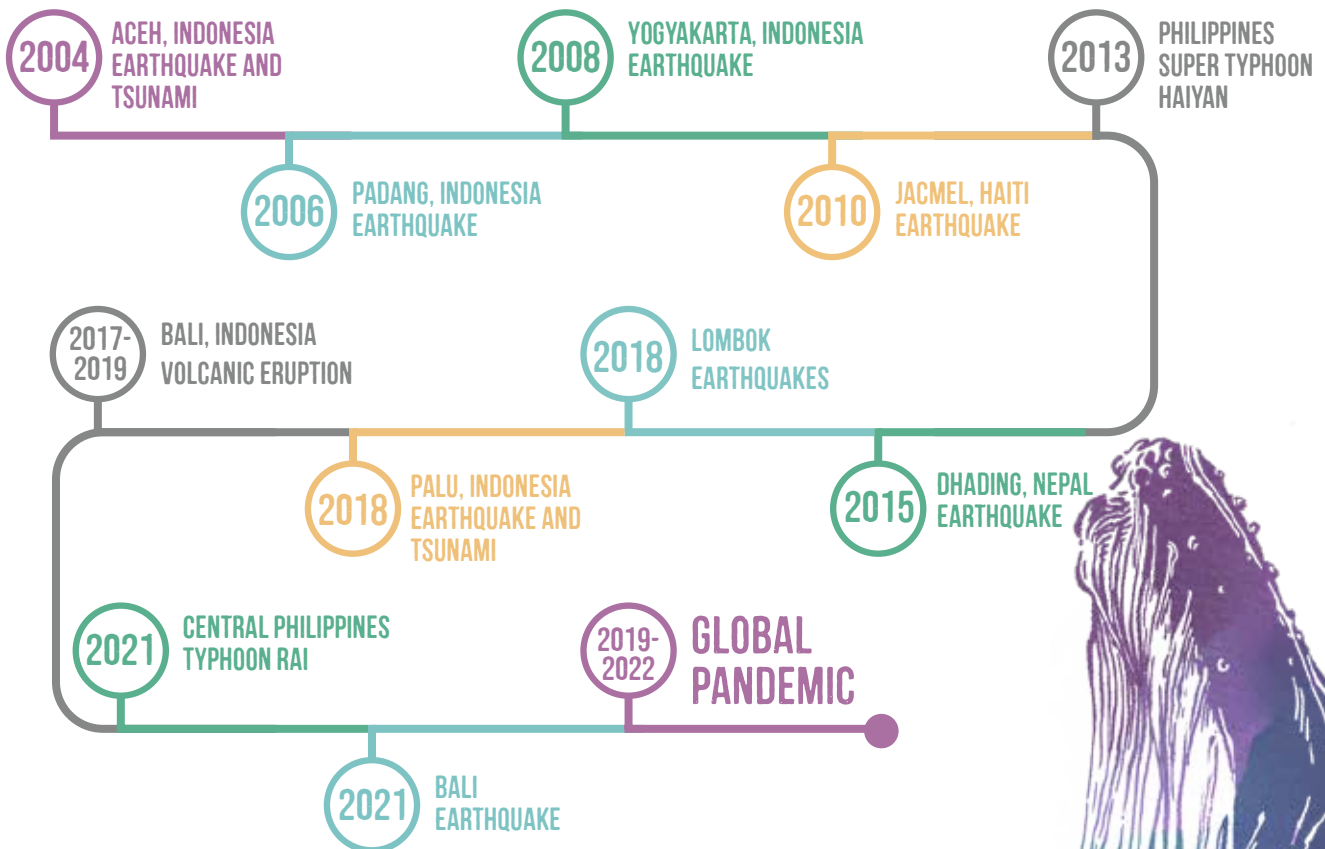 2004
ACEH, INDONESIA
EARTHQUAKE AND
TSUNAMI
2006
PADANG, INDONESIA
EARTHQUAKE
2008
YOGYAKARTA, INDONESIA
EARTHQUAKE
2010
JACMEL, HAITI
EARTHQUAKE
2013
PHILIPPINES
SUPER TYPHOON
HAIYAN
2015
DHADING, NEPAL
EARTHQUAKE
2018
LOMBOK
EARTHQUAKES
2018
PALU, INDONESIA
EARTHQUAKE AND
TSUNAMI
2017-
2019
BALI, INDONESIA
VOLCANIC ERUPTION
2021
CENTRAL PHILIPPINES
TYPHOON RAI
2021
BALI
EARTHQUAKE
2019-
2022
GLOBAL
PANDEMIC